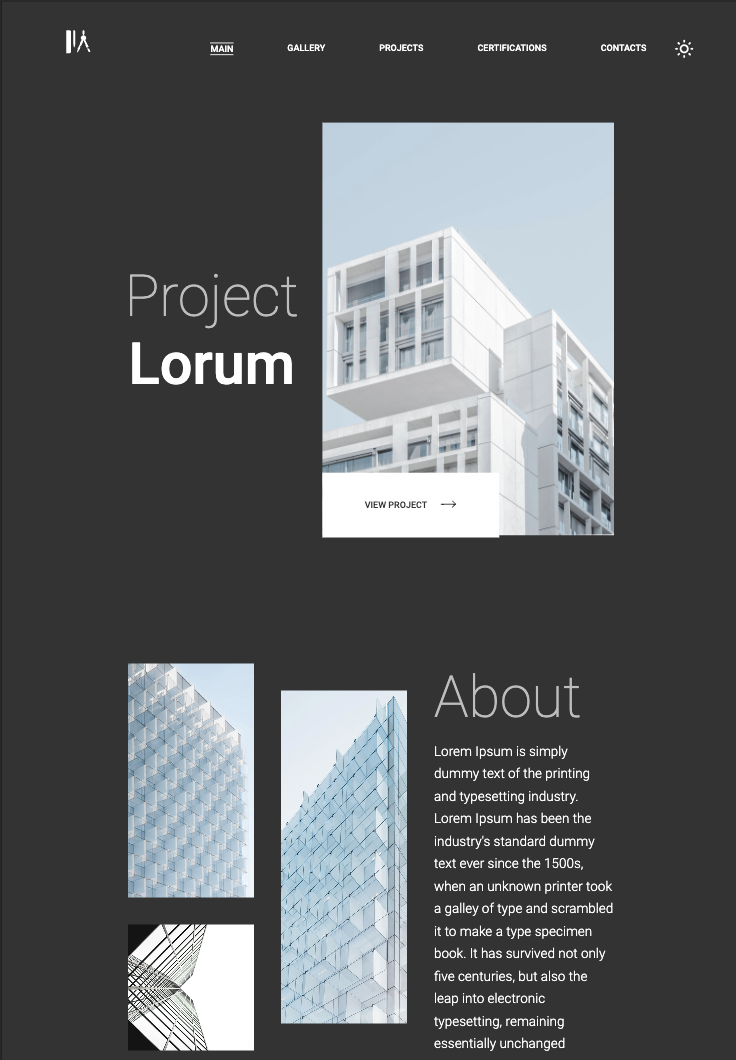 MAIN
GALLERY
PROJECTS
CERTIFICATIONS
CONTACTS
Project
Lorum
VIEW PROJECT
About
Lorem Ipsum is simply
dummy text of the printing
and typesetting industry.
Lorem Ipsum has been the
industry's standard dummy
text ever since the 1500s,
when an unknown printer took
a galley of type and scrambled
it to make a type specimen
book. It has survived not only
five centuries, but also the
leap into electronic
typesetting, remaining
essentially unchanged